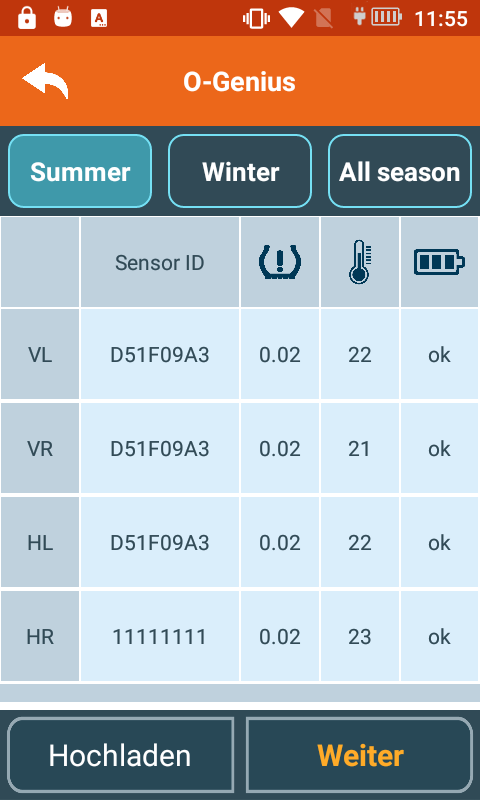 11:55
O-Genius
Summer Winter All season
Sensor ID
VL D51F09A3 0.02 22 ok
VR D51F09A3 0.02 21 ok
HL D51F09A3 0.02 22 ok
HR 11111111 0.02 23 ok
Hochladen Weiter